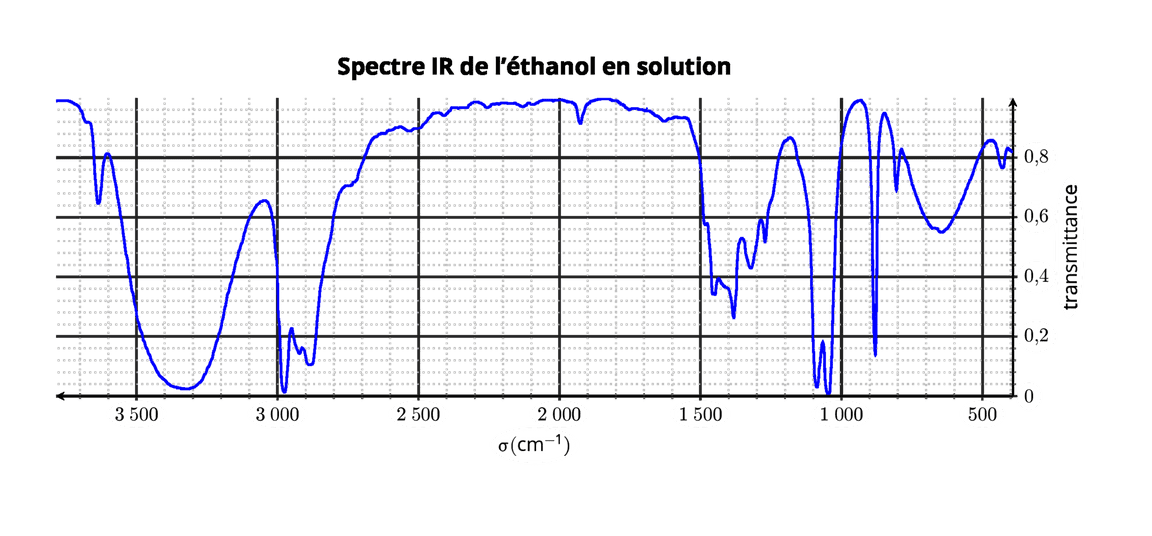 Spectre IR de l’éthanol en solution
0,8
0,6
0,4
0,2
0
transmittance
3 500 3 000 2 500 2 000 1 500 1 000 500
σ(cm⁻¹)